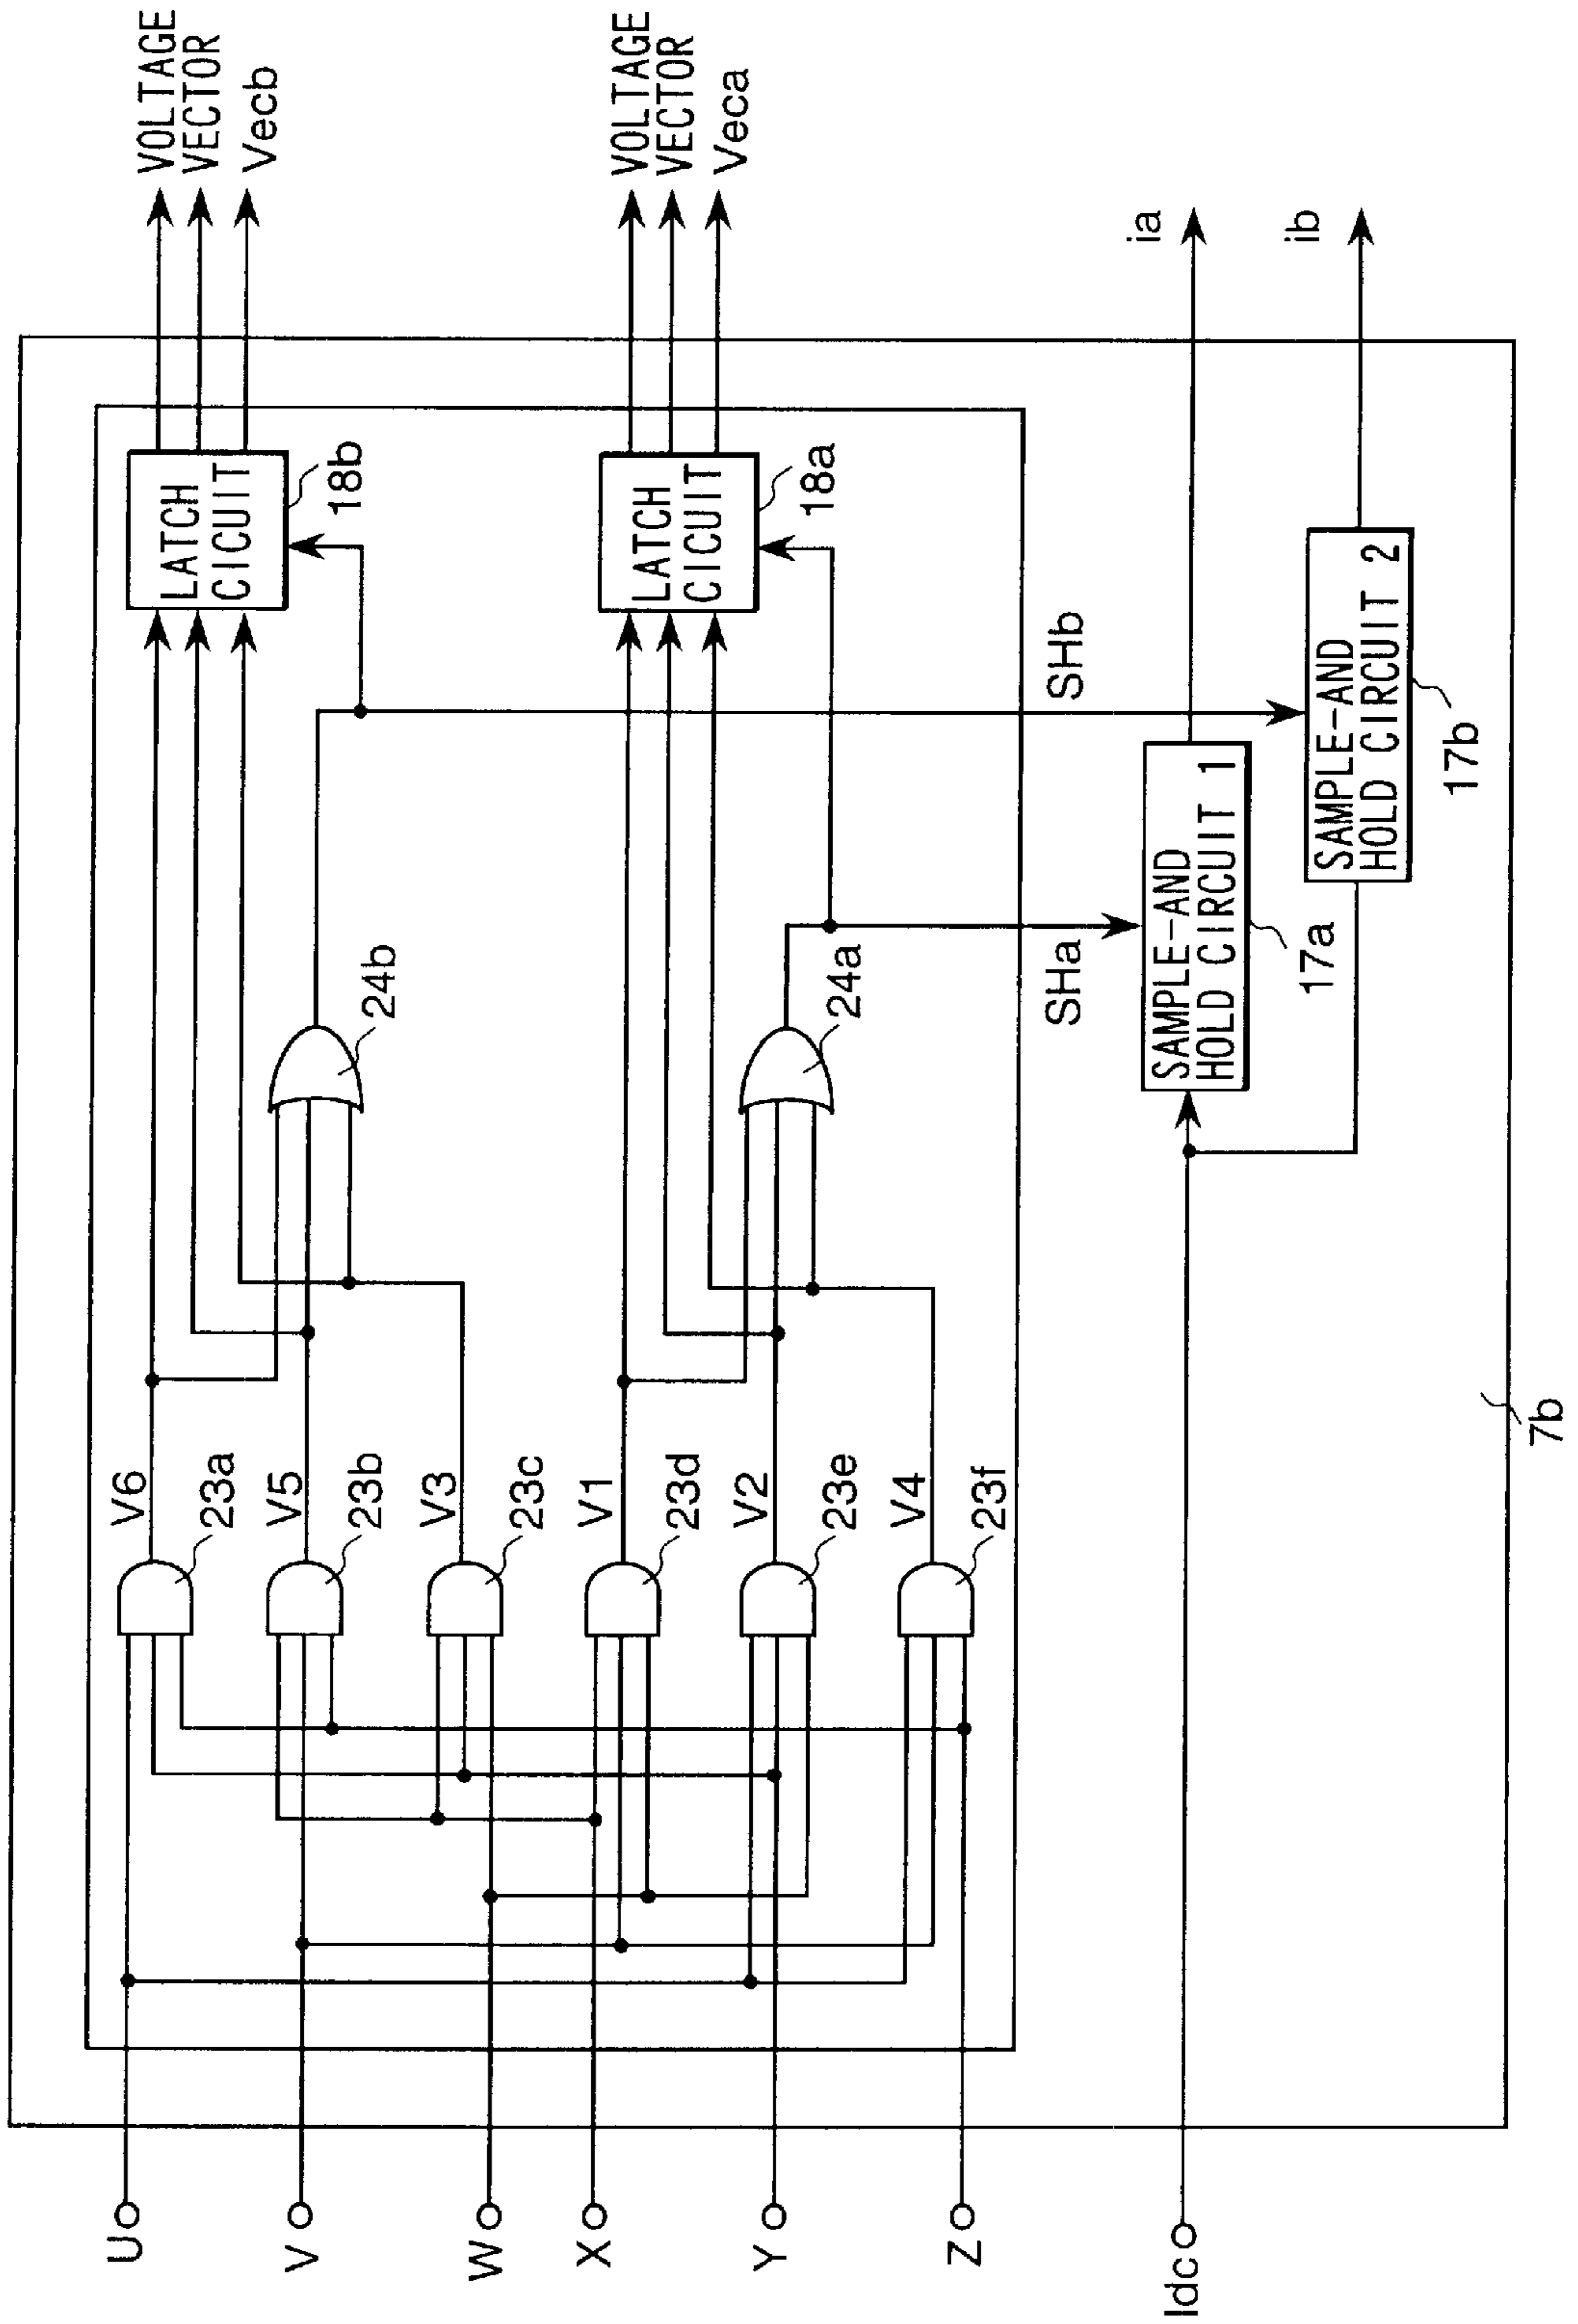 U
V
W
X
Y
Z
Idc
V6
23a
V5
23b
V3
23c
V1
23d
V2
23e
V4
23f
24b
24a
LATCH
CICUIT
18b
LATCH
CICUIT
18a
VOLTAGE
VECTOR
Vecb
VOLTAGE
VECTOR
Veca
SHa
SHb
SAMPLE-AND
HOLD CIRCUIT 1
17a
SAMPLE-AND
HOLD CIRCUIT 2
17b
ia
ib
7b